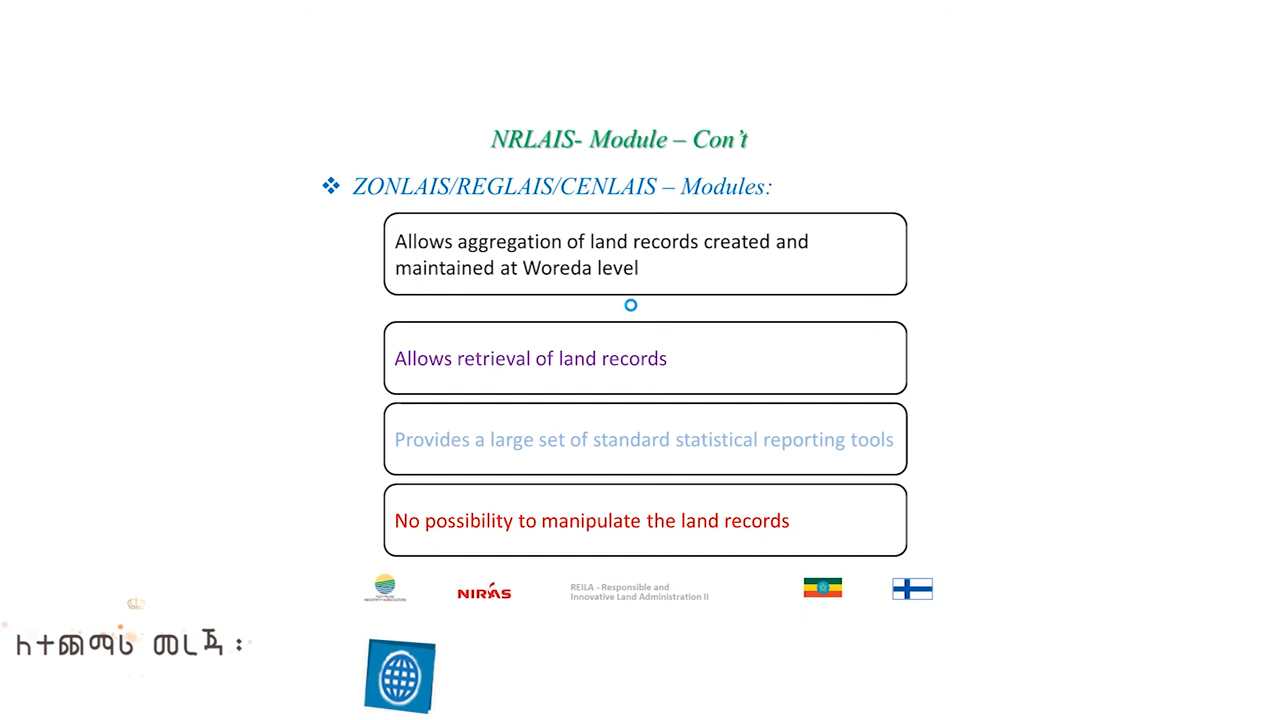 NRLAIS- Module – Con’t
❖ ZONLAIS/REGLAIS/CENLAIS – Modules:
Allows aggregation of land records created and
maintained at Woreda level
Allows retrieval of land records
Provides a large set of standard statistical reporting tools
No possibility to manipulate the land records
NIRAS
REILA - Responsible and
Innovative Land Administration II
ለተጨማሪ መረጃ ፡